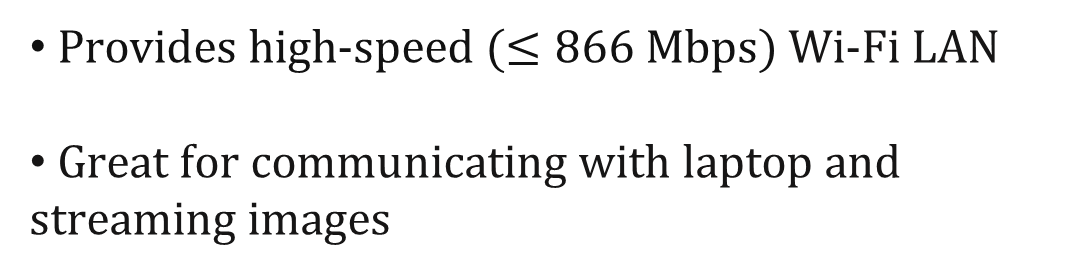 • Provides high-speed (≤ 866 Mbps) Wi-Fi LAN
• Great for communicating with laptop and
streaming images